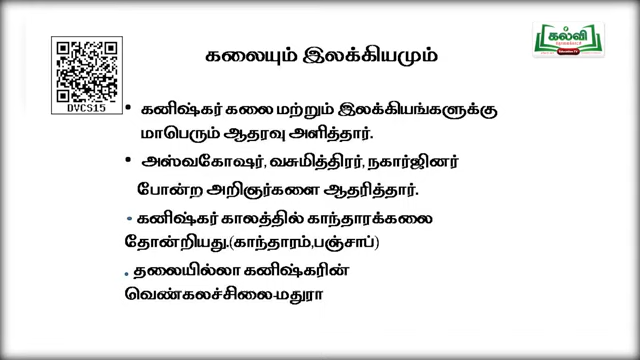 கல்வி
DVCS15
கலையும் இலக்கியமும்
• கனிஷ்கர் கலை மற்றும் இலக்கியங்களுக்கு
மாபெரும் ஆதரவு அளித்தார்.
• அஸ்வகோஷர், வசுமித்திரர், நகார்ஜினர்
போன்ற அறிஞர்களை ஆதரித்தார்.
• கனிஷ்கர் காலத்தில் காந்தாரக்கலை
தோன்றியது.(காந்தாரம்,பஞ்சாப்)
• தலையில்லா கனிஷ்கரின்
வெண்கலச்சிலை-மதுரா